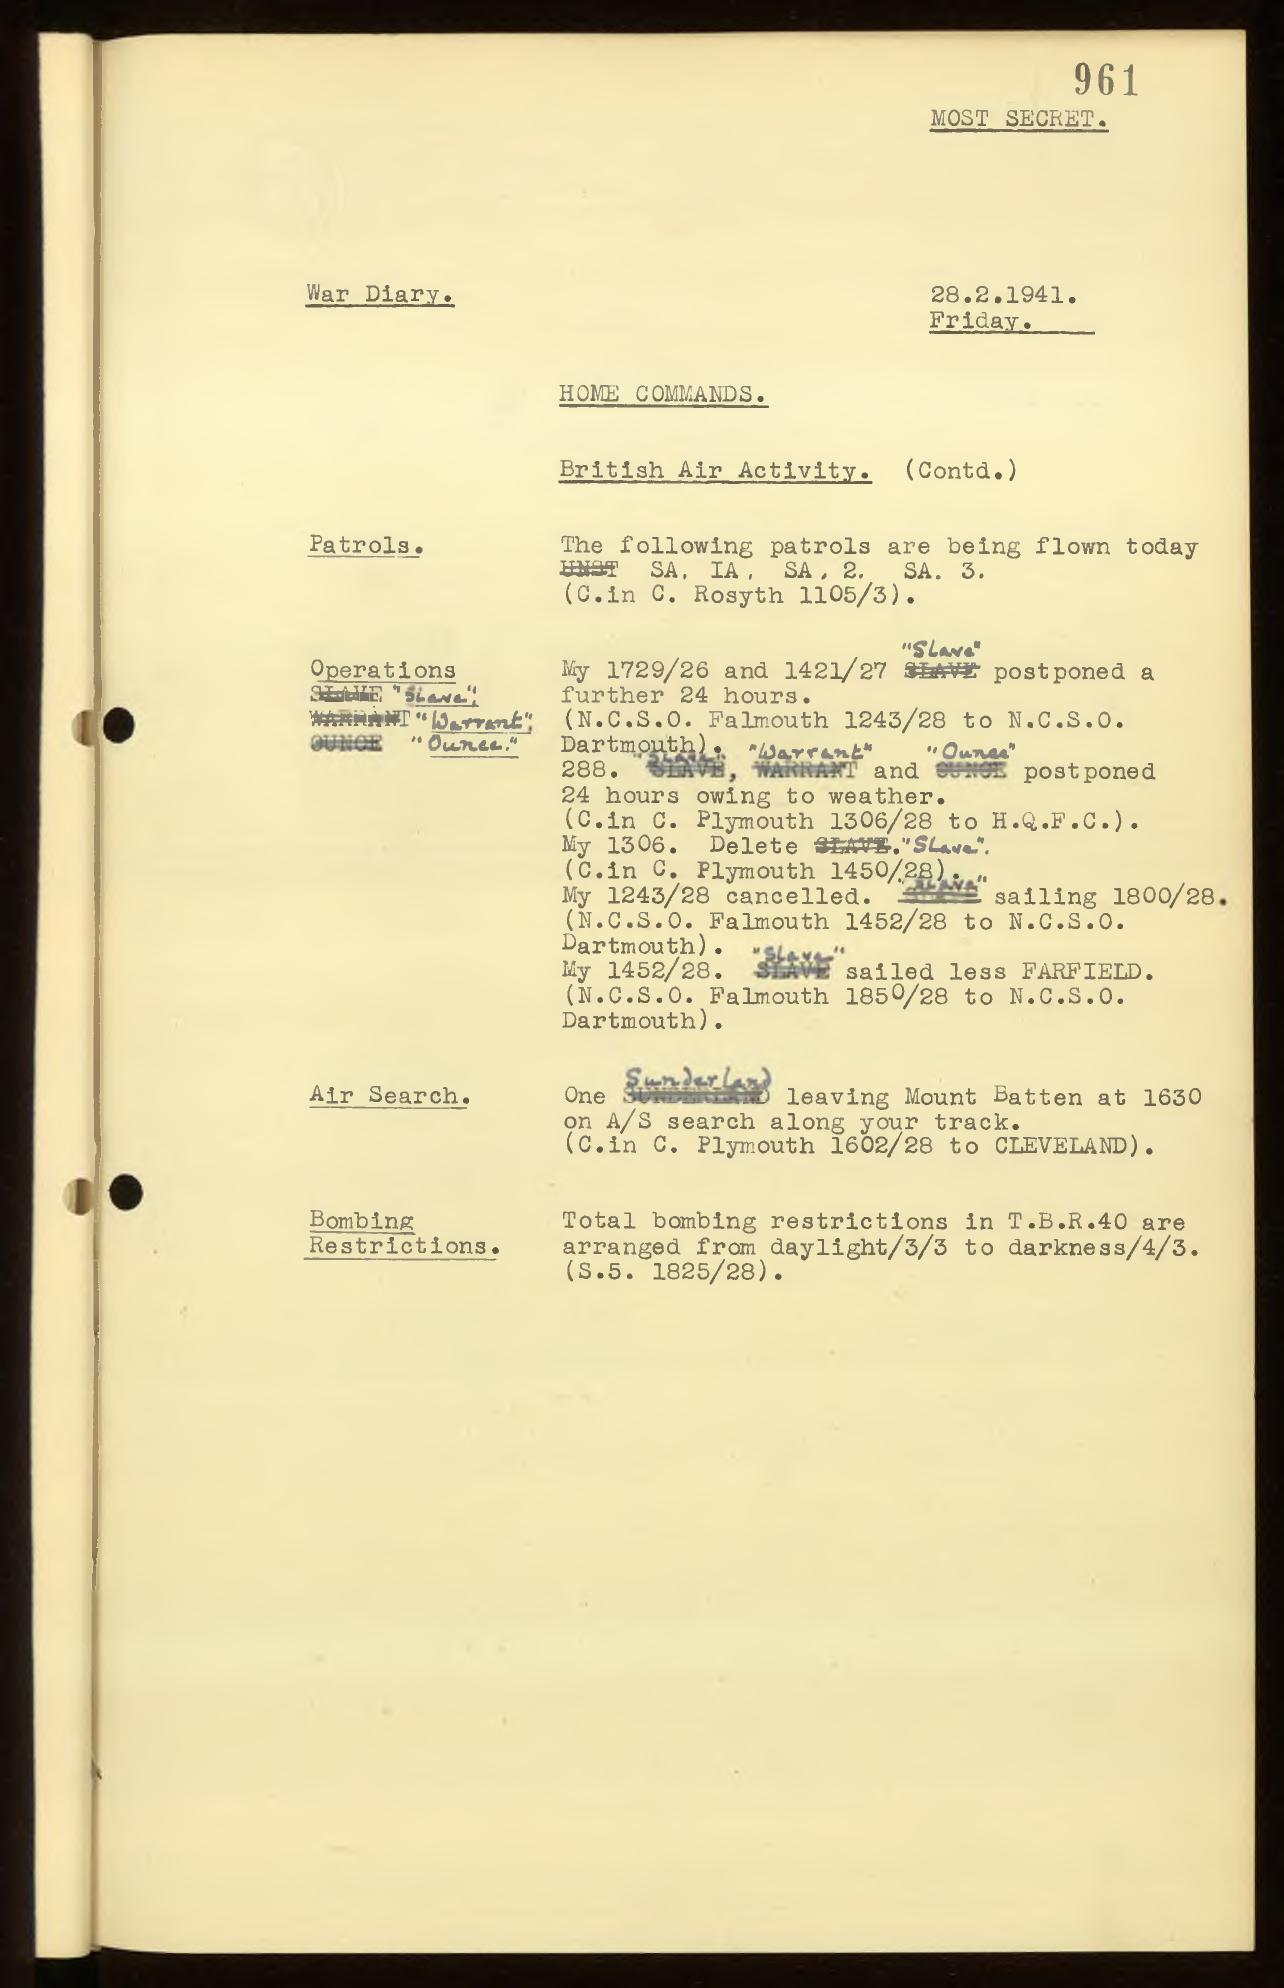 961
MOST SECRET.
War Diary.
28.2.1941.
Friday.
HOME COMMANDS.
British Air Activity. (Contd.)
Patrols.
The following patrols are being flown today
UNST SA. IA. SA. 2. SA. 3.
(C.in C. Rosyth 1105/3).
Operations
SLAVE "Slave",
WARRANT "Warrant",
OUNCE "Ounce."
"Slave"
My 1729/26 and 1421/27 SLAVE postponed a
further 24 hours.
(N.C.S.O. Falmouth 1243/28 to N.C.S.O.
Dartmouth).
"Slave" "Warrant" "Ounce"
288. SLAVE, WARRANT and OUNCE postponed
24 hours owing to weather.
(C.in C. Plymouth 1306/28 to H.Q.F.C.).
My 1306. Delete SLAVE. "Slave".
(C.in C. Plymouth 1450/28).
"Slave"
My 1243/28 cancelled. SLAVE sailing 1800/28.
(N.C.S.O. Falmouth 1452/28 to N.C.S.O.
Dartmouth).
"Slave"
My 1452/28. SLAVE sailed less FARFIELD.
(N.C.S.O. Falmouth 1850/28 to N.C.S.O.
Dartmouth).
Air Search.
Sunderland
One SUNDERLAND leaving Mount Batten at 1630
on A/S search along your track.
(C.in C. Plymouth 1602/28 to CLEVELAND).
Bombing
Restrictions.
Total bombing restrictions in T.B.R.40 are
arranged from daylight/3/3 to darkness/4/3.
(S.5. 1825/28).